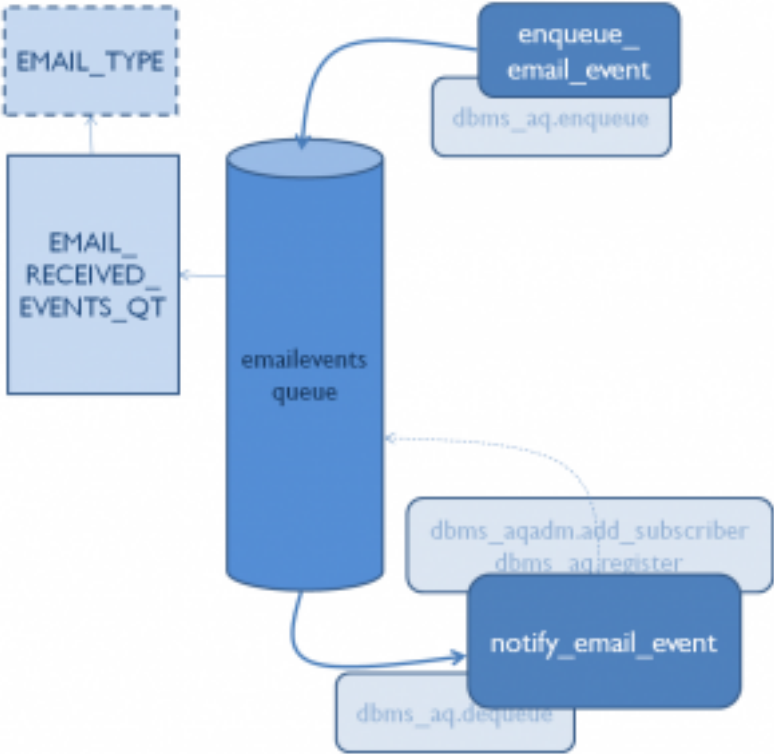 EMAIL_TYPE
enqueue_
email_event
dbms_aq.enqueue
EMAIL_
RECEIVED_
EVENTS_QT
emailevents
queue
dbms_aqadm.add_subscriber
dbms_aq.register
notify_email_event
dbms_aq.dequeue